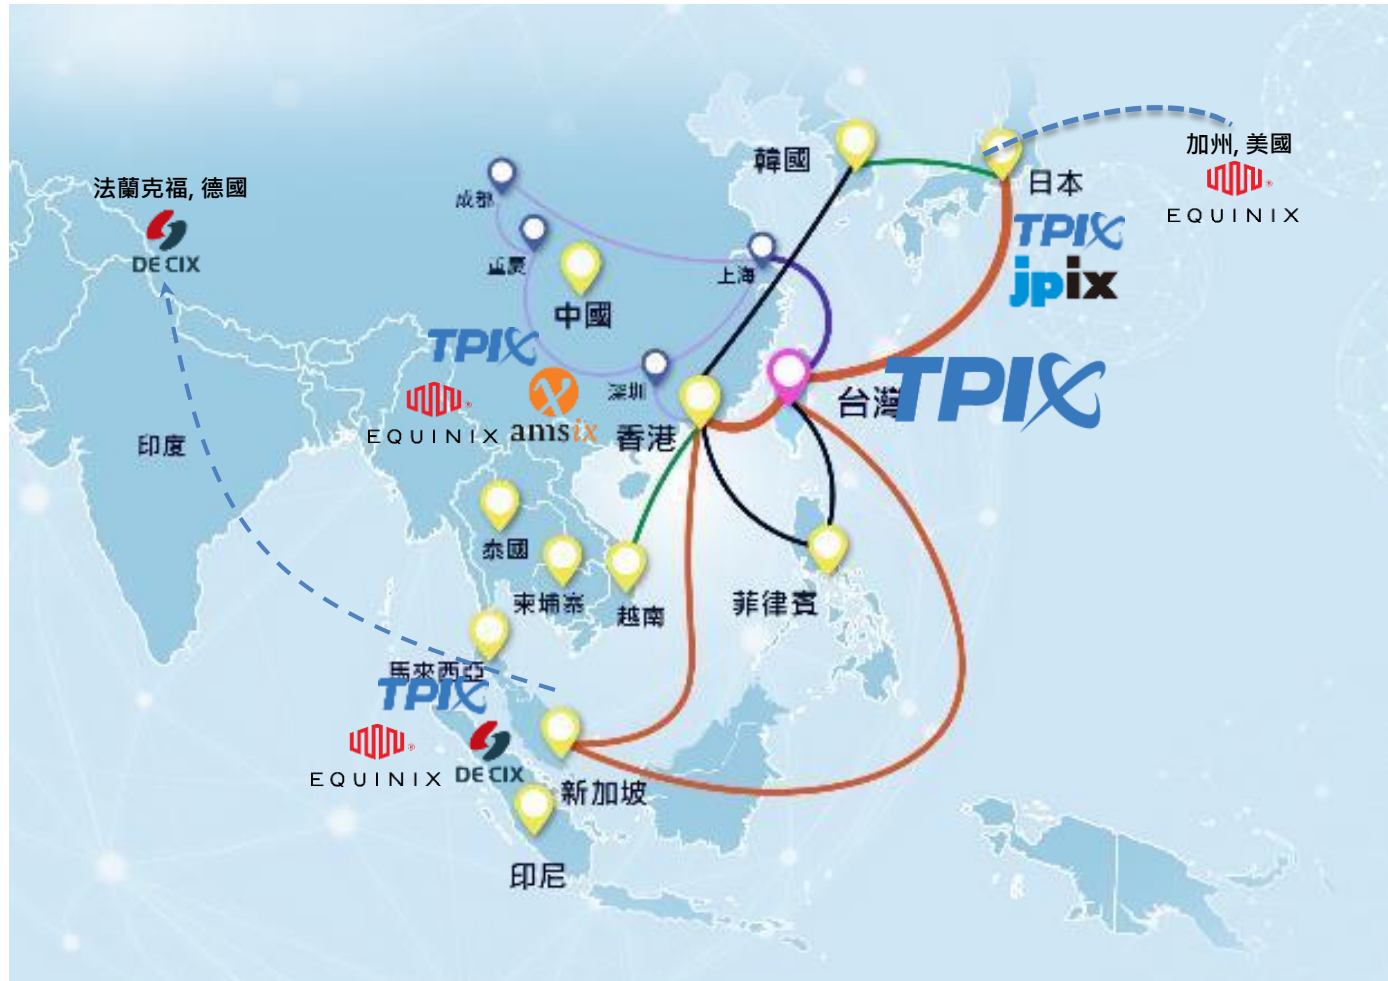 韓國
加州, 美國
EQUINIX
日本
TPIX
jpix
法蘭克福, 德國
DE CIX
成都
重慶
上海
中國
TPIX
EQUINIX
amsix
深圳
香港
台灣
TPIX
印度
泰國
柬埔寨
越南
菲律賓
馬來西亞
TPIX
EQUINIX
DE CIX
新加坡
印尼